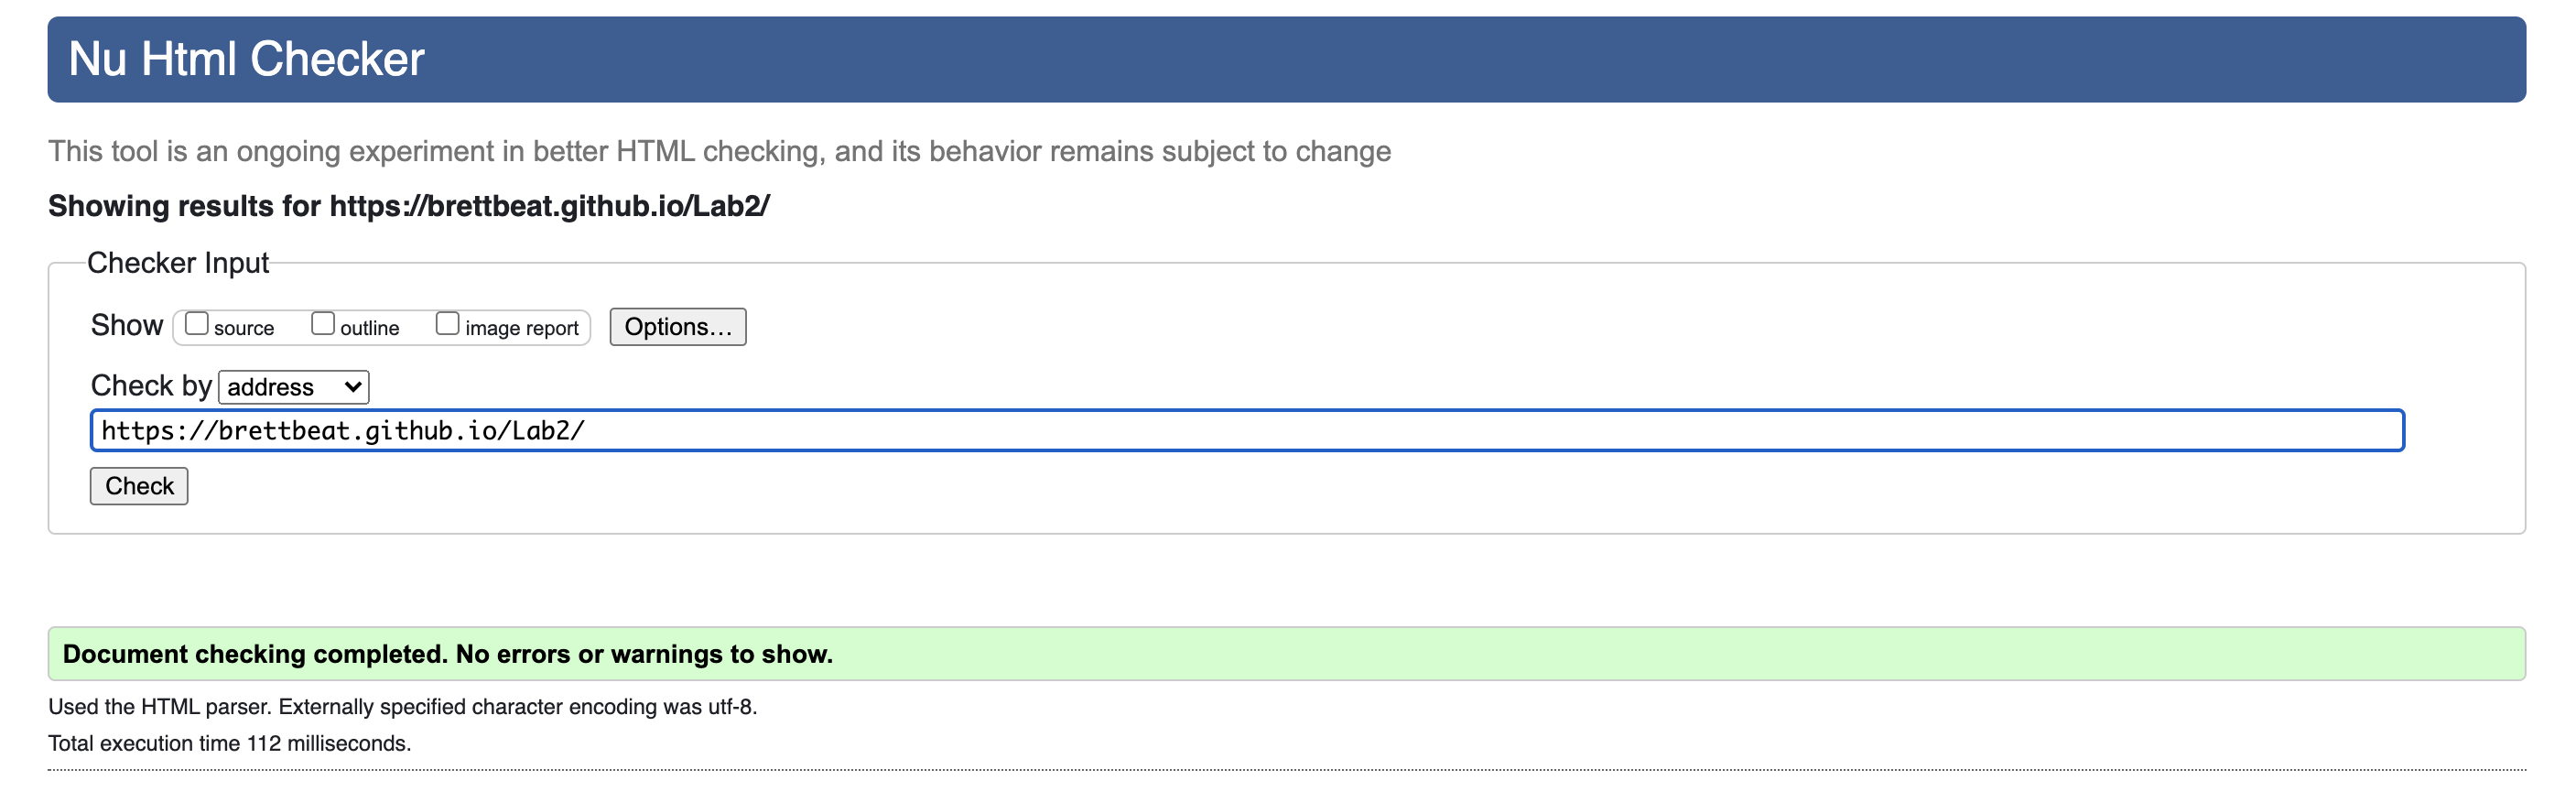 Nu Html Checker
This tool is an ongoing experiment in better HTML checking, and its behavior remains subject to change
Showing results for https://brettbeat.github.io/Lab2/
Checker Input
Show source outline image report Options...
Check by address
https://brettbeat.github.io/Lab2/
Check
Document checking completed. No errors or warnings to show.
Used the HTML parser. Externally specified character encoding was utf-8.
Total execution time 112 milliseconds.